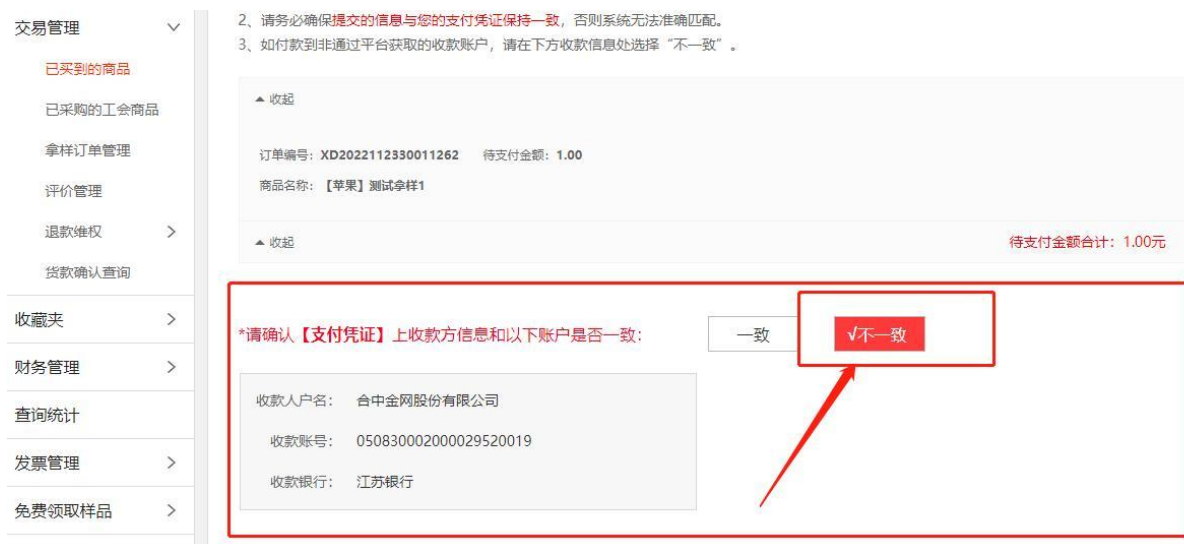 交易管理
已买到的商品
已采购的工会商品
拿样订单管理
评价管理
退款维权
货款确认查询
收藏夹
财务管理
查询统计
发票管理
免费领取样品
2、请务必确保提交的信息与您的支付凭证保持一致，否则系统无法准确匹配。
3、如付款到非通过平台获取的收款账户，请在下方收款信息处选择“不一致”。
收起
订单编号：XD2022112330011262 待支付金额：1.00
商品名称：【苹果】测试拿样1
收起 待支付金额合计：1.00元
*请确认【支付凭证】上收款方信息和以下账户是否一致： 一致 √不一致
收款人户名： 合中金网股份有限公司
收款账号： 050830002000029520019
收款银行： 江苏银行